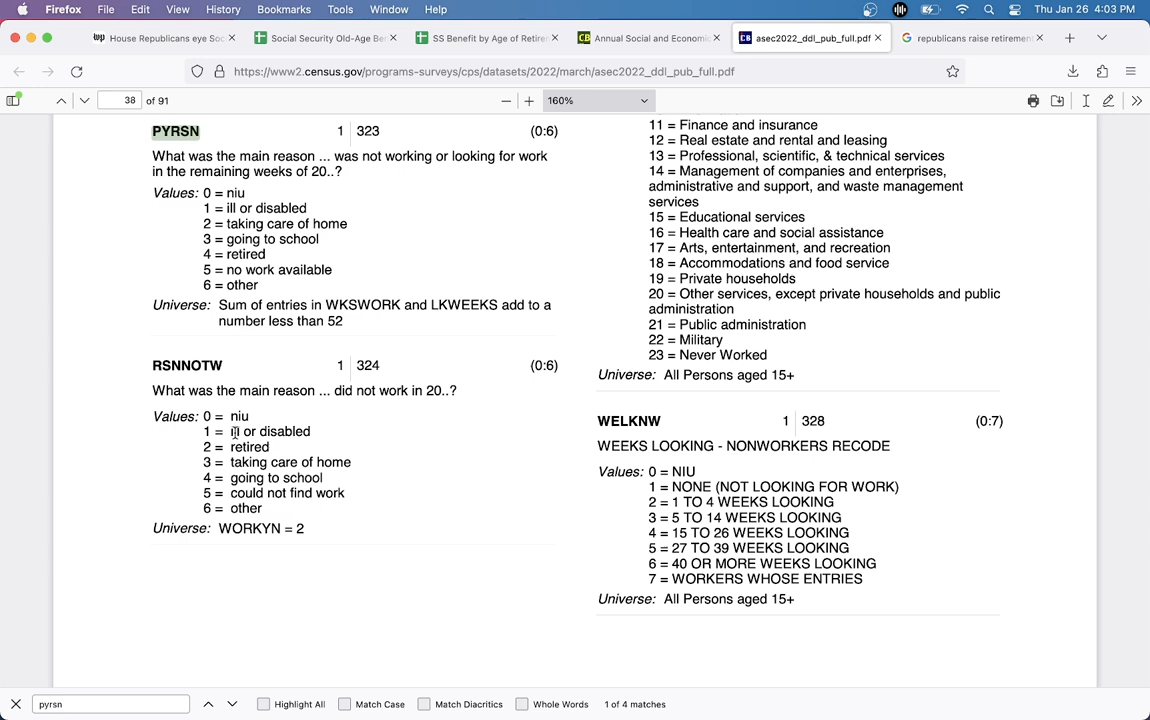 Firefox File Edit View History Bookmarks Tools Window Help Thu Jan 26 4:03 PM
House Republicans eye Soc
Social Security Old-Age Be
SS Benefit by Age of Retire
Annual Social and Economic
asec2022_ddl_pub_full.pdf
republicans raise retirement
https://www2.census.gov/programs-surveys/cps/datasets/2022/march/asec2022_ddl_pub_full.pdf
38 of 91 160%
PYRSN 1 323 (0:6)
What was the main reason ... was not working or looking for work
in the remaining weeks of 20..?
Values: 0 = niu
1 = ill or disabled
2 = taking care of home
3 = going to school
4 = retired
5 = no work available
6 = other
Universe: Sum of entries in WKSWORK and LKWEEKS add to a
number less than 52
RSNNOTW 1 324 (0:6)
What was the main reason ... did not work in 20..?
Values: 0 = niu
1 = ill or disabled
2 = retired
3 = taking care of home
4 = going to school
5 = could not find work
6 = other
Universe: WORKYN = 2
11 = Finance and insurance
12 = Real estate and rental and leasing
13 = Professional, scientific, & technical services
14 = Management of companies and enterprises,
administrative and support, and waste management
services
15 = Educational services
16 = Health care and social assistance
17 = Arts, entertainment, and recreation
18 = Accommodations and food service
19 = Private households
20 = Other services, except private households and public
administration
21 = Public administration
22 = Military
23 = Never Worked
Universe: All Persons aged 15+
WELKNW 1 328 (0:7)
WEEKS LOOKING - NONWORKERS RECODE
Values: 0 = NIU
1 = NONE (NOT LOOKING FOR WORK)
2 = 1 TO 4 WEEKS LOOKING
3 = 5 TO 14 WEEKS LOOKING
4 = 15 TO 26 WEEKS LOOKING
5 = 27 TO 39 WEEKS LOOKING
6 = 40 OR MORE WEEKS LOOKING
7 = WORKERS WHOSE ENTRIES
Universe: All Persons aged 15+
pyrsn Highlight All Match Case Match Diacritics Whole Words 1 of 4 matches